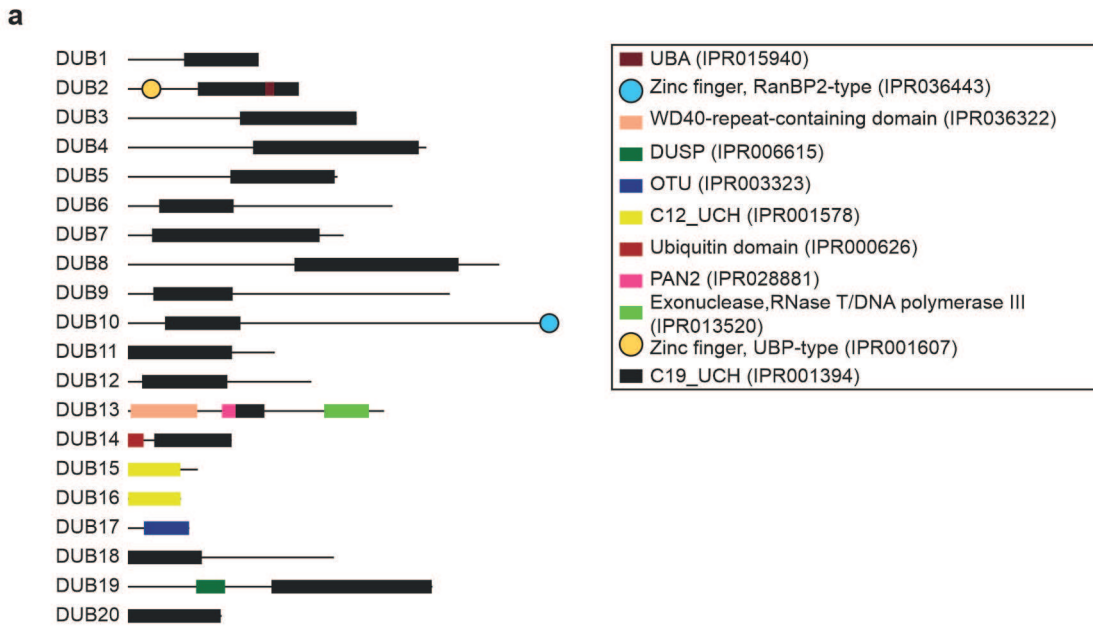 a
DUB1
DUB2
DUB3
DUB4
DUB5
DUB6
DUB7
DUB8
DUB9
DUB10
DUB11
DUB12
DUB13
DUB14
DUB15
DUB16
DUB17
DUB18
DUB19
DUB20
UBA (IPR015940)
Zinc finger, RanBP2-type (IPR036443)
WD40-repeat-containing domain (IPR036322)
DUSP (IPR006615)
OTU (IPR003323)
C12_UCH (IPR001578)
Ubiquitin domain (IPR000626)
PAN2 (IPR028881)
Exonuclease,RNase T/DNA polymerase III
(IPR013520)
Zinc finger, UBP-type (IPR001607)
C19_UCH (IPR001394)